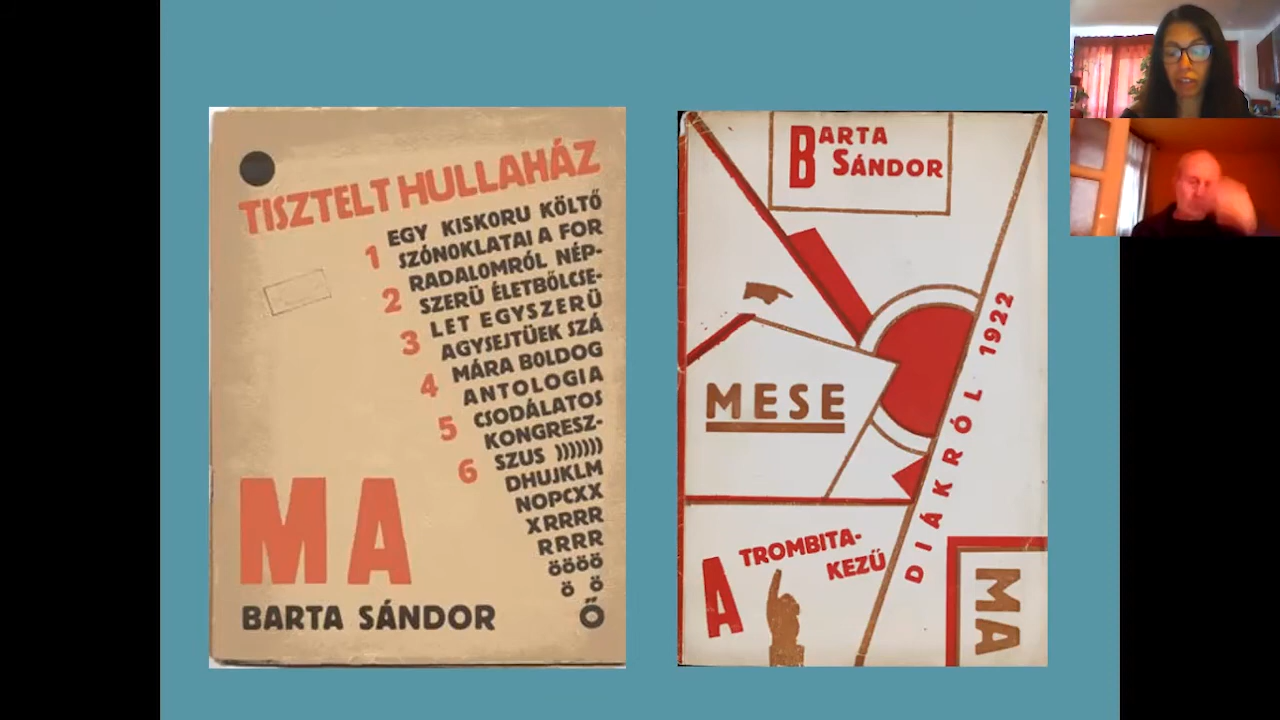 TISZTELT HULLAHÁZ
1 EGY KISKORU KÖLTŐ
SZÓNOKLATAI A FOR
RADALOMRÓL NÉP-
2 SZERÜ ÉLETBŐLCSE-
LET EGYSZERÜ
3 AGYSEJTÜEK SZÁ
MÁRA BOLDOG
4 ANTOLOGIA
CSODÁLATOS
5 KONGRESZ-
6 SZUS )))))))
DHUJKLM
NOPCXX
XRRRR
RRRR
öööö
ö ö
Ő
MA
BARTA SÁNDOR
BARTA
SÁNDOR
MESE
A TROMBITA-
KEZŰ
DIÁKRÓL 1922
MA